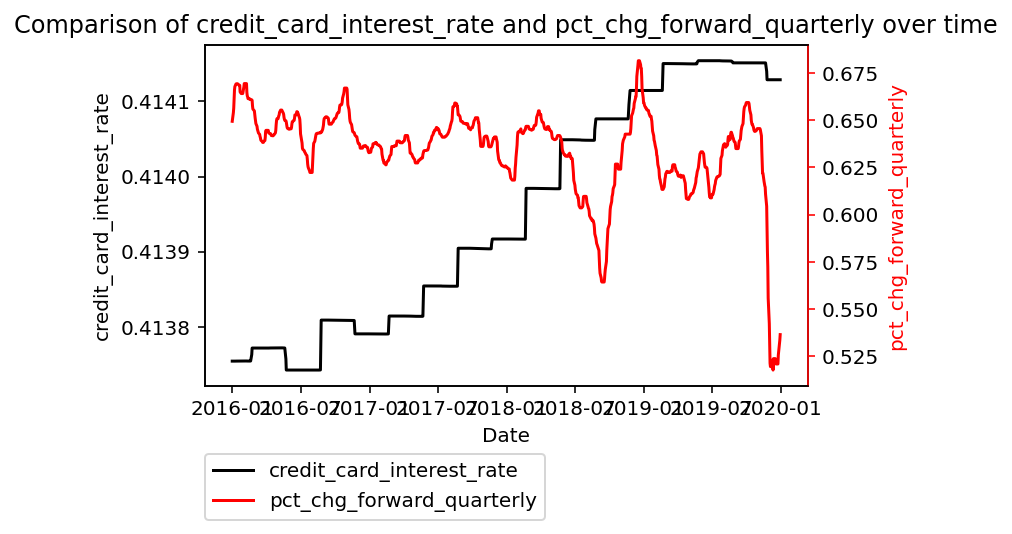 Comparison of credit_card_interest_rate and pct_chg_forward_quarterly over time
credit_card_interest_rate
0.4141
0.4140
0.4139
0.4138
0.675
0.650
0.625
0.600
0.575
0.550
0.525
pct_chg_forward_quarterly
2016-01 2016-07 2017-01 2017-07 2018-01 2018-07 2019-01 2019-07 2020-01
Date
credit_card_interest_rate
pct_chg_forward_quarterly